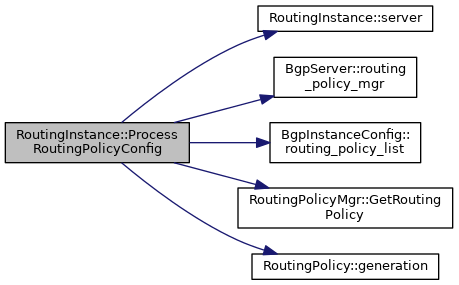 RoutingInstance::server
BgpServer::routing
_policy_mgr
RoutingInstance::Process
RoutingPolicyConfig
BgpInstanceConfig::
routing_policy_list
RoutingPolicyMgr::GetRouting
Policy
RoutingPolicy::generation